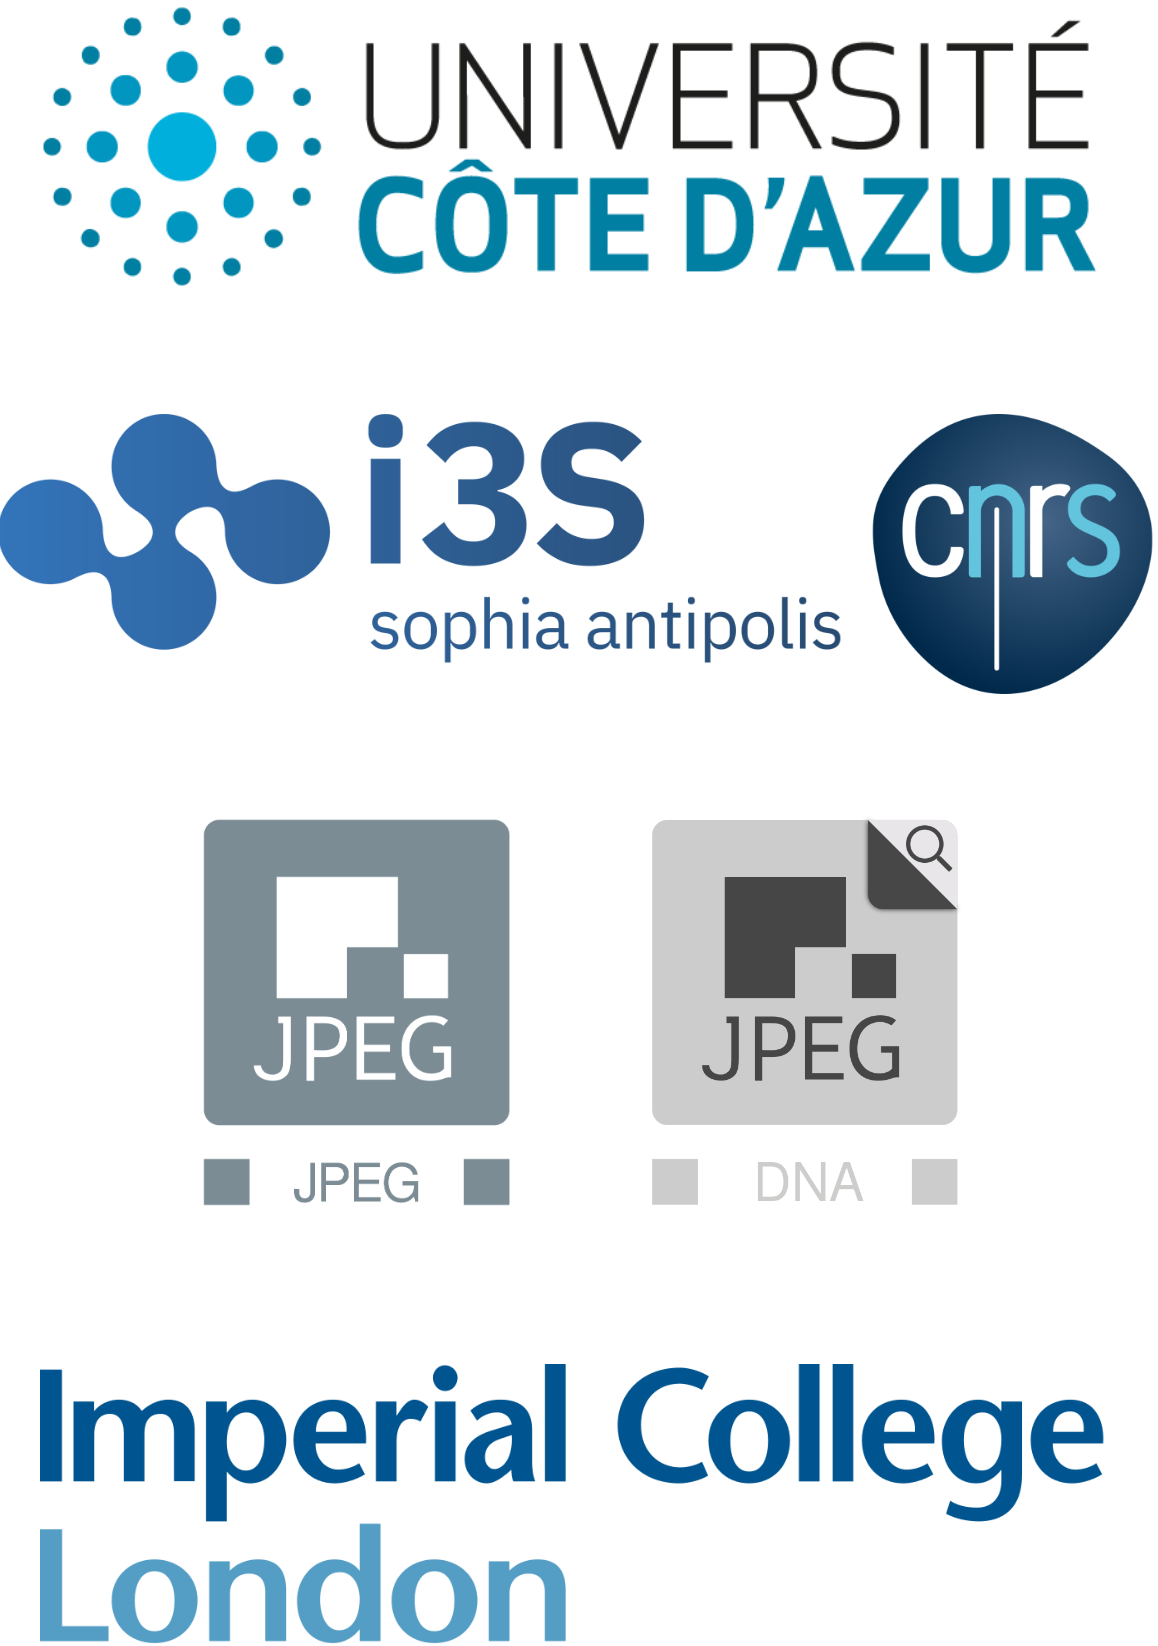 UNIVERSITÉ
CÔTE D'AZUR
i3S
sophia antipolis
cnrs
JPEG
JPEG
JPEG
DNA
Imperial College
London